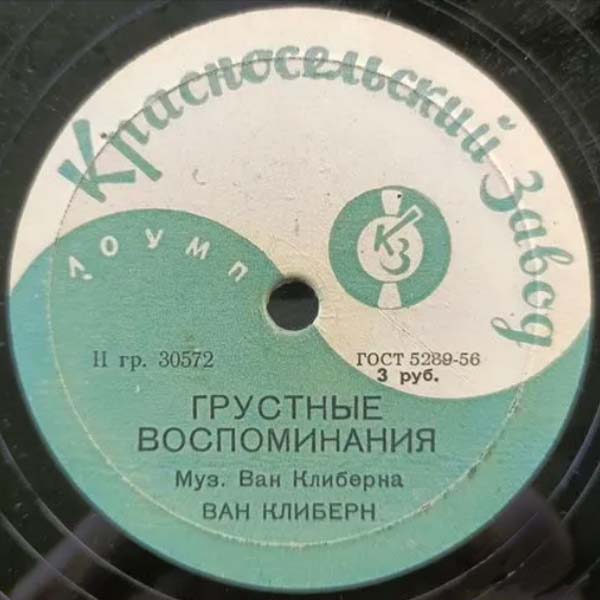 Красносельский Завод
ЛОУМП
КЗ
II гр. 30572
ГОСТ 5289-56
3 руб.
ГРУСТНЫЕ
ВОСПОМИНАНИЯ
Муз. Ван Клиберна
ВАН КЛИБЕРН